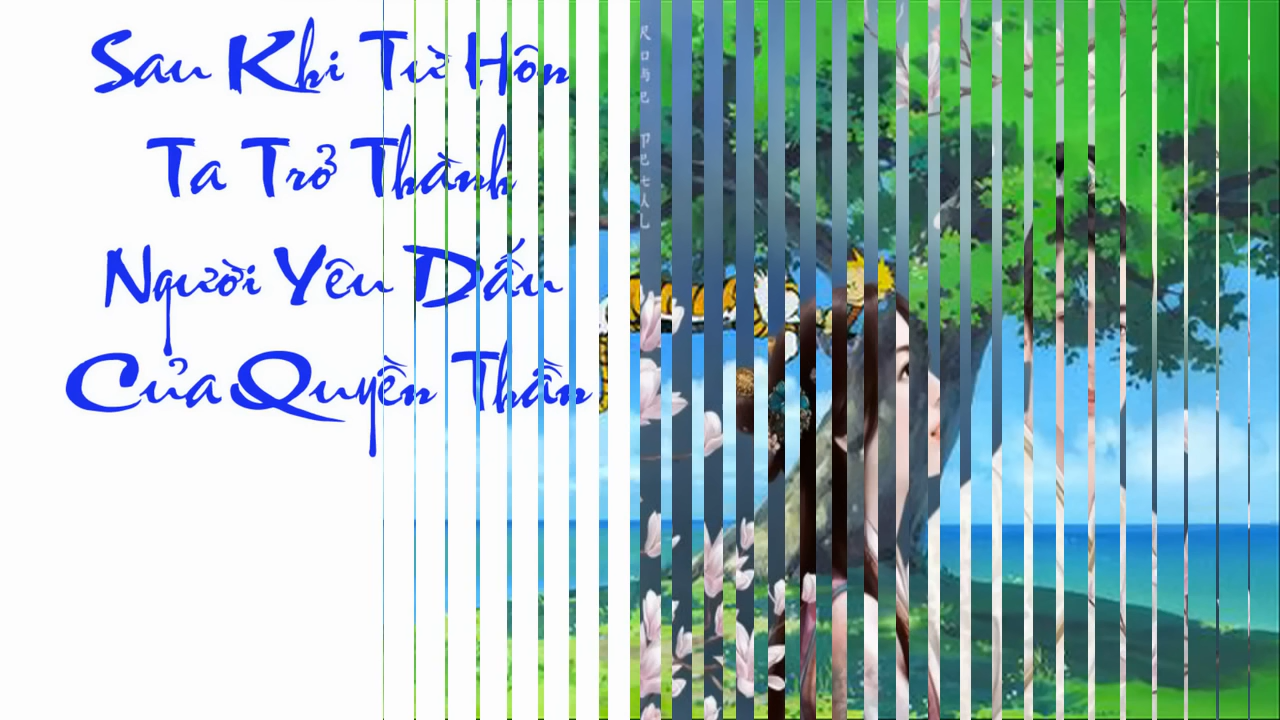 Sau Khi Từ Hôn
Ta Trở Thành
Người Yêu Dấu
Của Quyền Thần